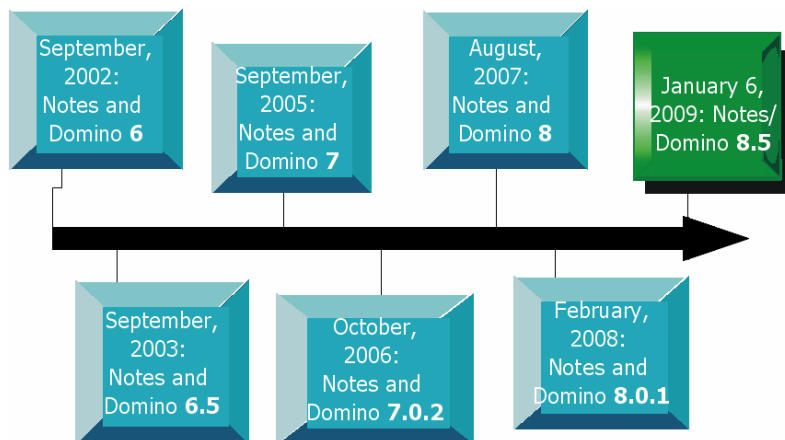 September,
2002:
Notes and
Domino 6
September,
2005:
Notes and
Domino 7
August,
2007:
Notes and
Domino 8
January 6,
2009: Notes/
Domino 8.5
September,
2003:
Notes and
Domino 6.5
October,
2006:
Notes and
Domino 7.0.2
February,
2008:
Notes and
Domino 8.0.1